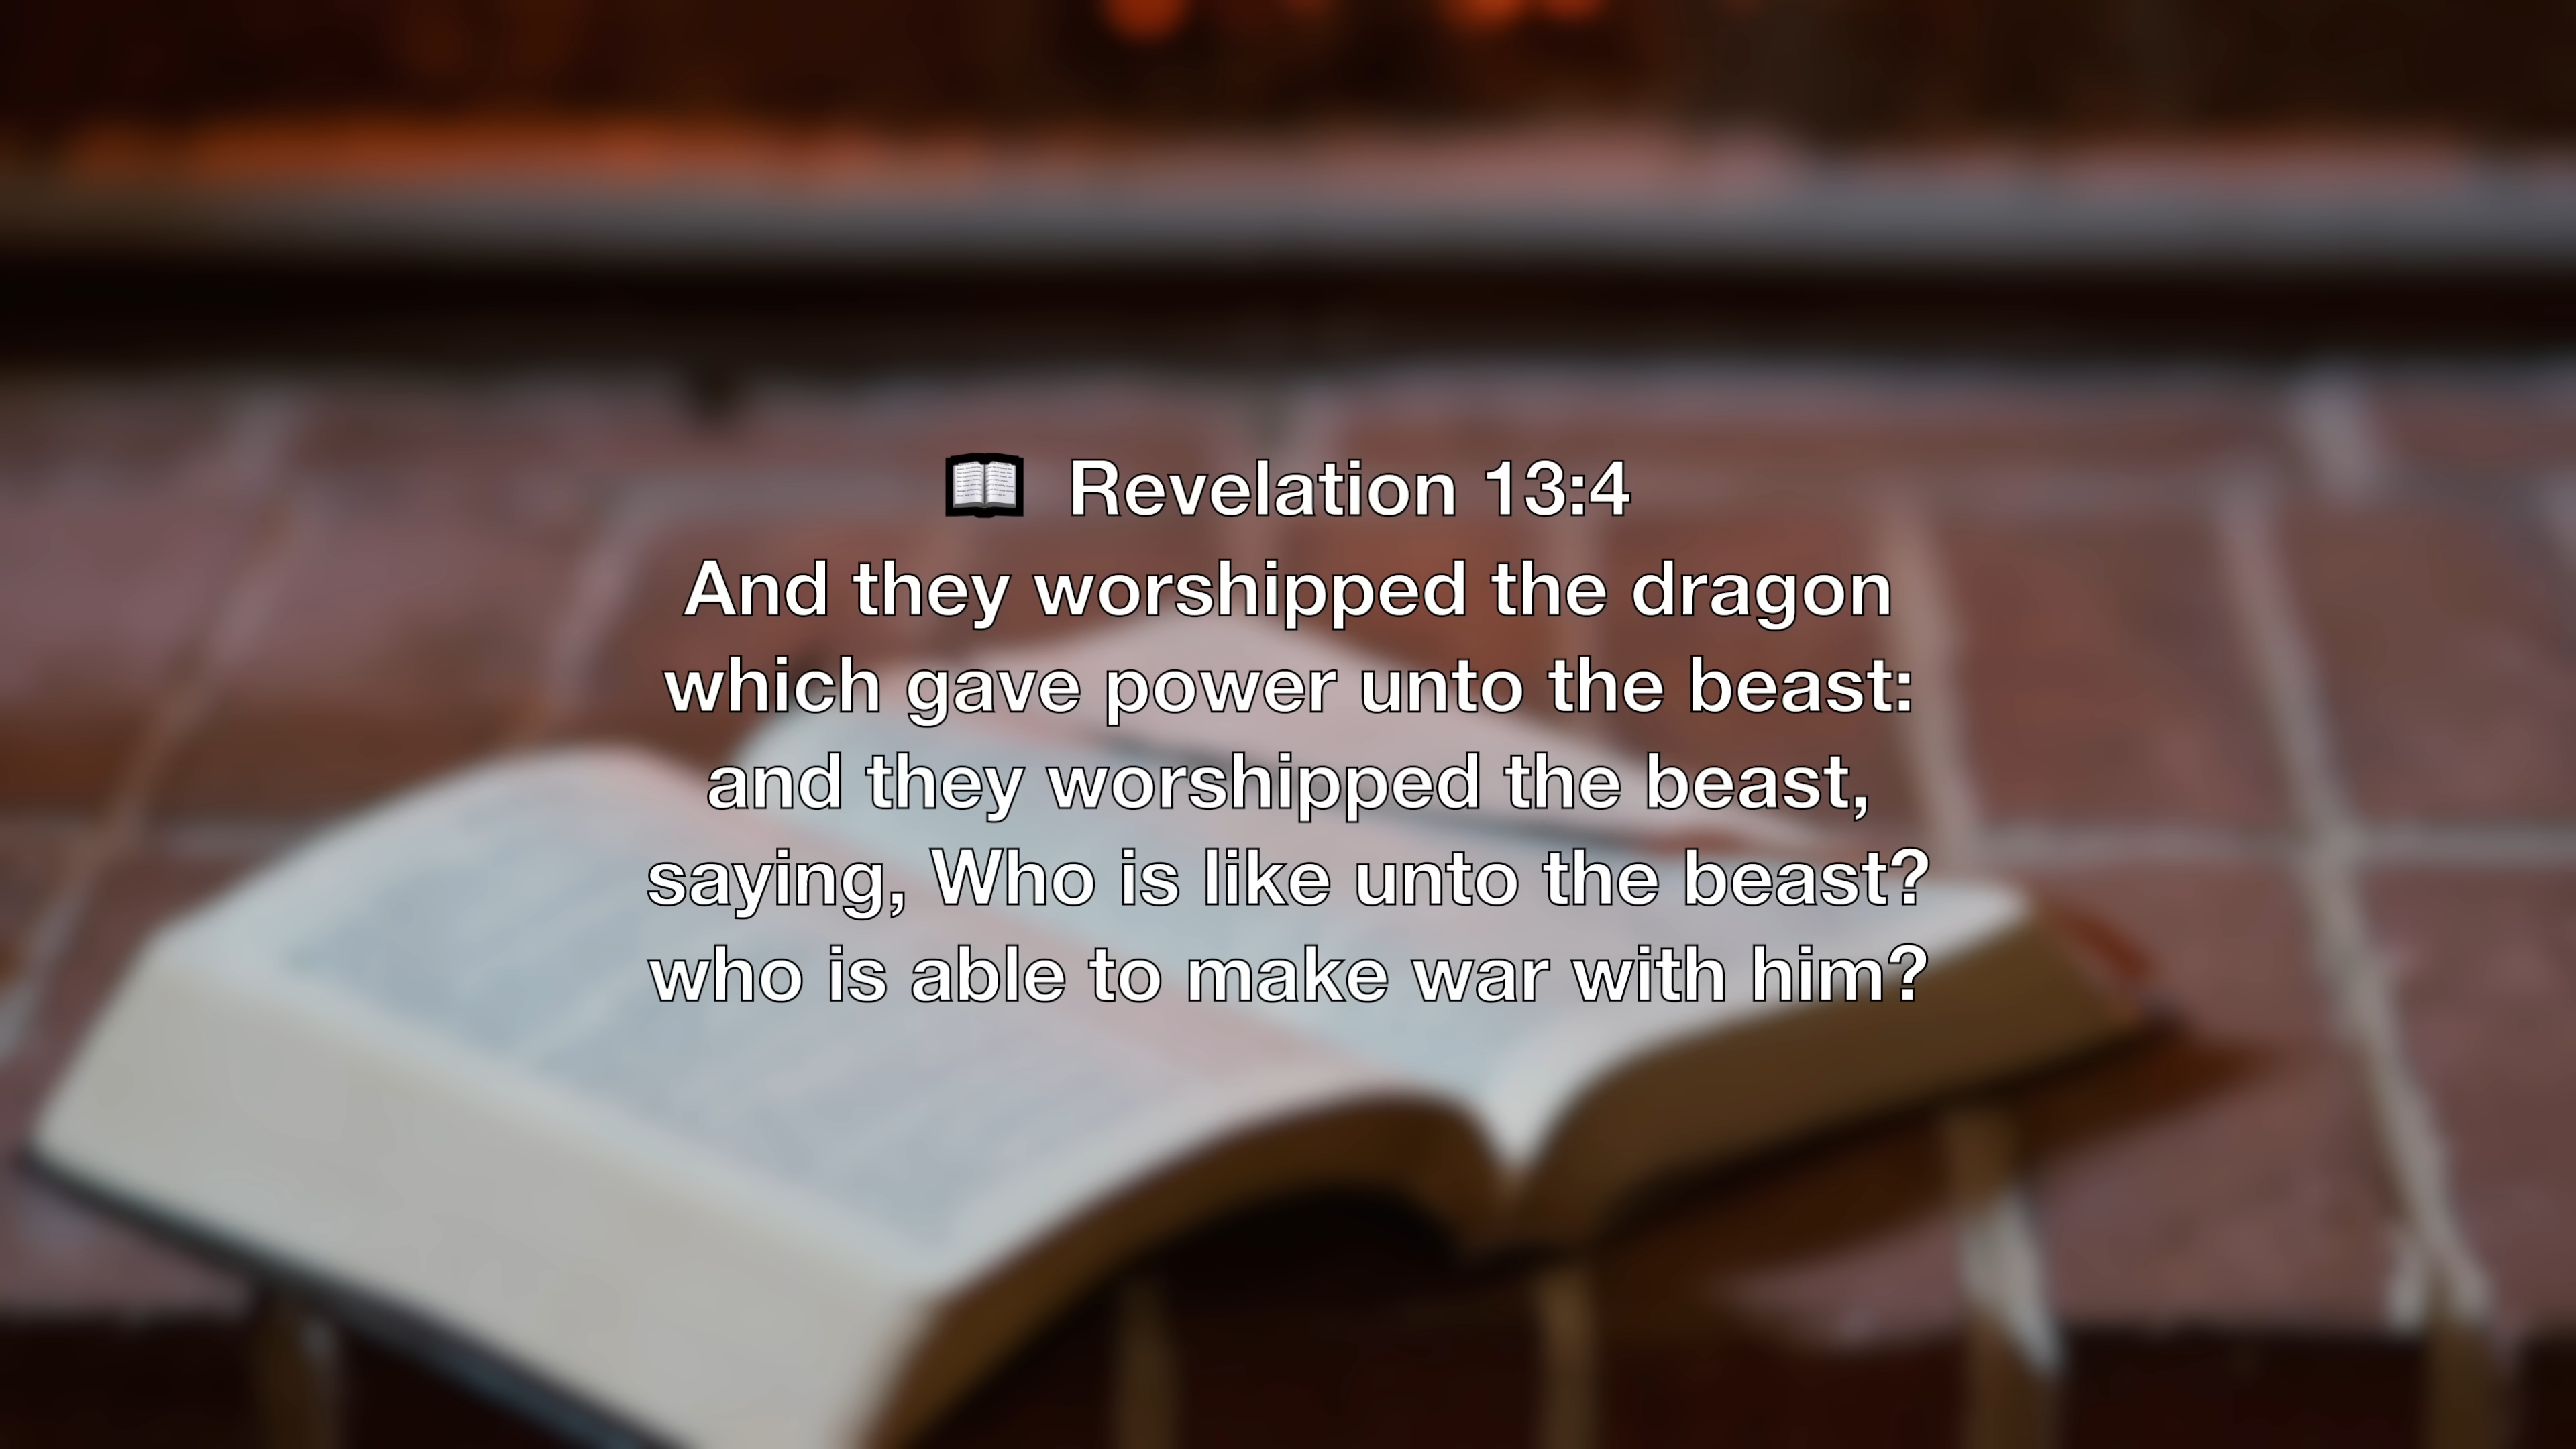 📖 Revelation 13:4
And they worshipped the dragon
which gave power unto the beast:
and they worshipped the beast,
saying, Who is like unto the beast?
who is able to make war with him?